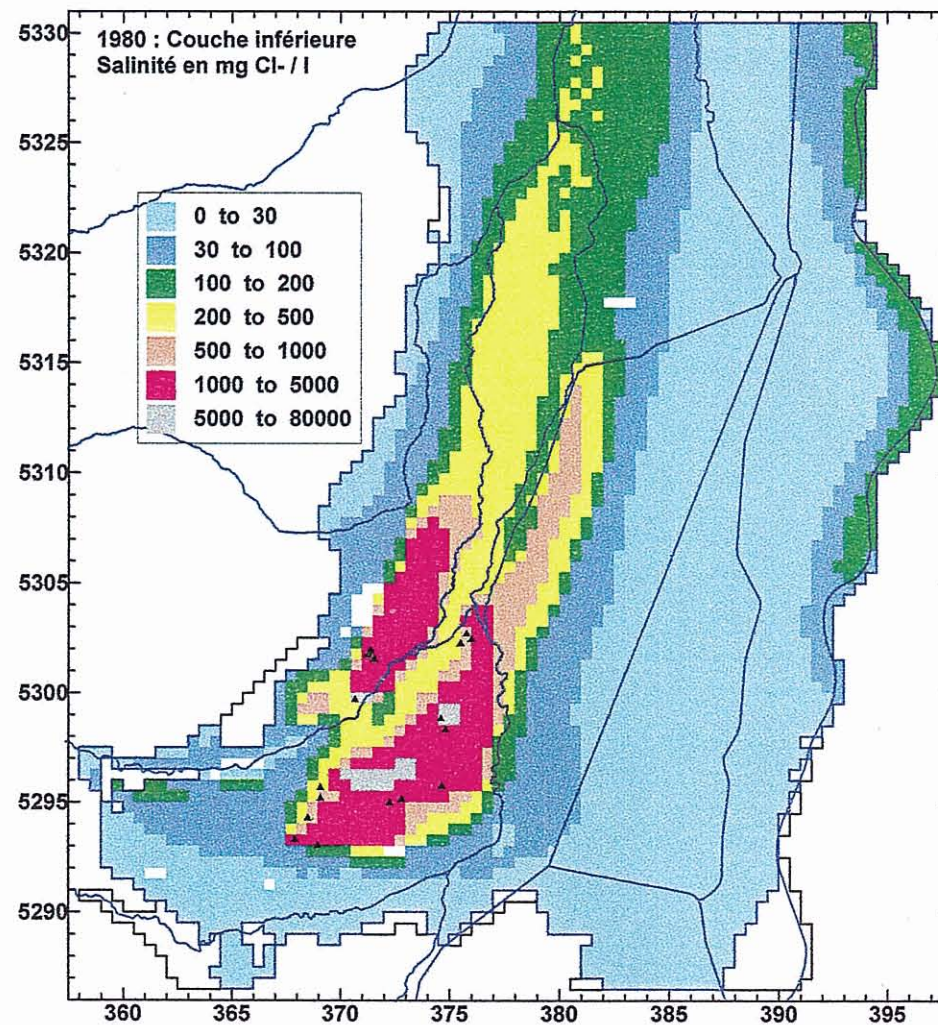 1980 : Couche inférieure
Salinité en mg Cl- / l
0 to 30
30 to 100
100 to 200
200 to 500
500 to 1000
1000 to 5000
5000 to 80000
5330
5325
5320
5315
5310
5305
5300
5295
5290
360 365 370 375 380 385 390 395